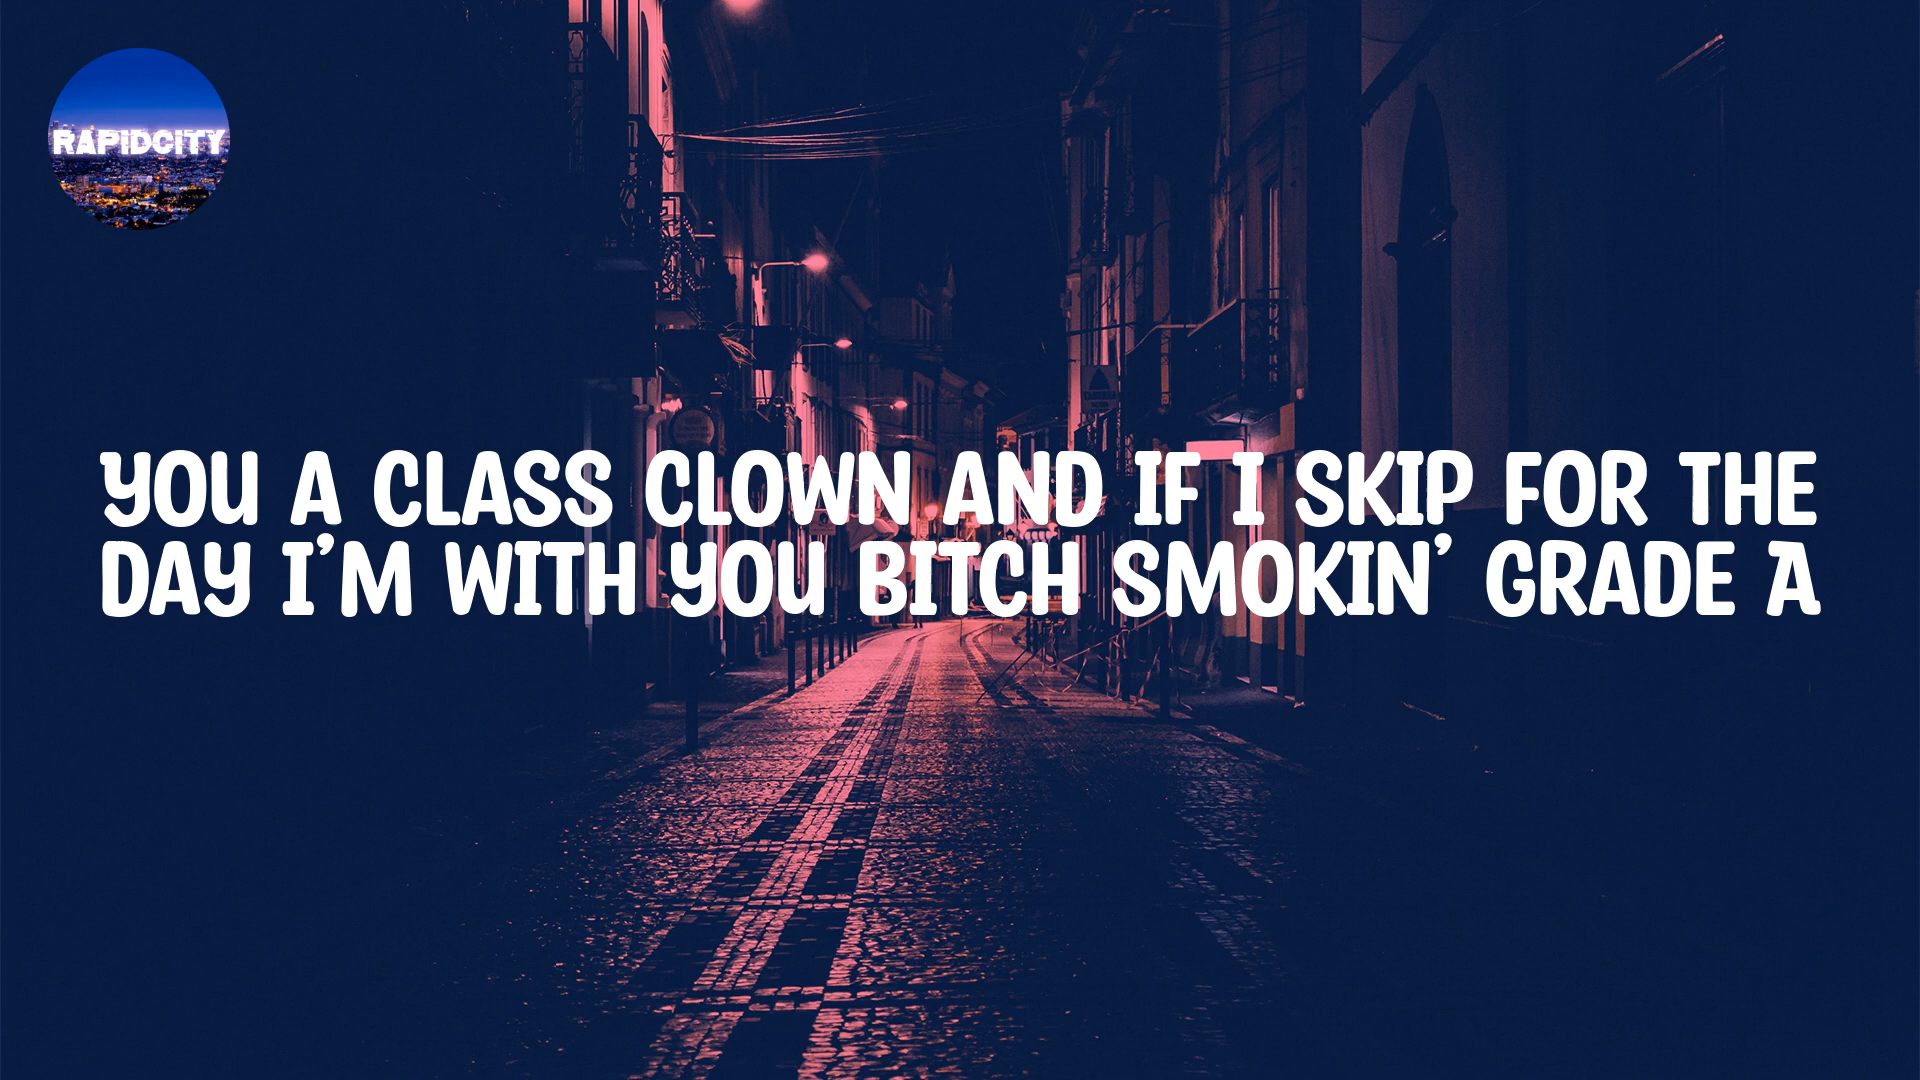 RAPIDCITY
YOU A CLASS CLOWN AND IF I SKIP FOR THE
DAY I'M WITH YOU BITCH SMOKIN' GRADE A